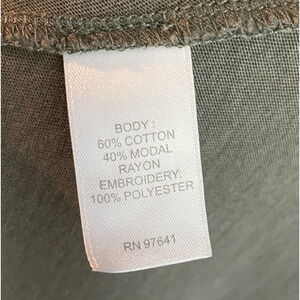 BODY :
60% COTTON
40% MODAL
RAYON
EMBROIDERY:
100% POLYESTER
RN 97641